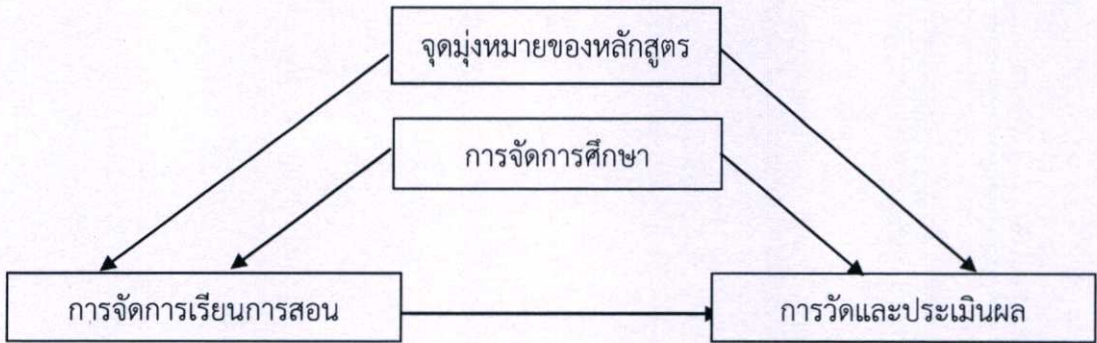 จุดมุ่งหมายของหลักสูตร
การจัดการศึกษา
การจัดการเรียนการสอน
การวัดและประเมินผล